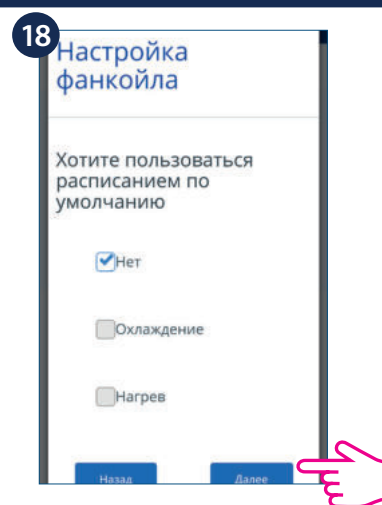 18
Настройка
фанкойла
Хотите пользоваться
расписанием по
умолчанию
Нет
Охлаждение
Нагрев
Назад Далее